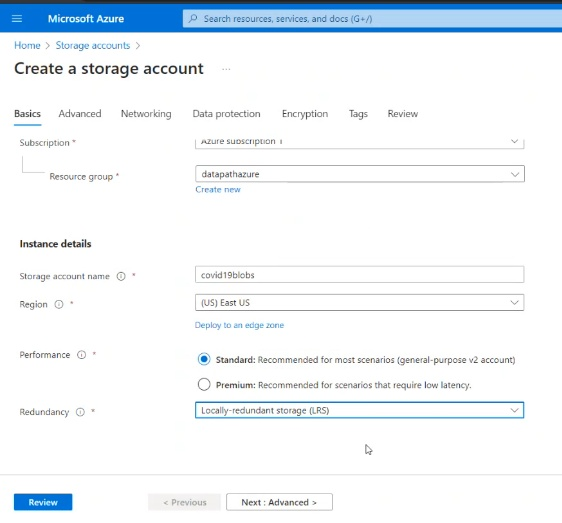 Microsoft Azure
Search resources, services, and docs (G+/)
Home > Storage accounts >
Create a storage account ...
Basics Advanced Networking Data protection Encryption Tags Review
Subscription * Azure subscription 1
Resource group * datapathazure
Create new
Instance details
Storage account name * covid19blobs
Region * (US) East US
Deploy to an edge zone
Performance * Standard: Recommended for most scenarios (general-purpose v2 account)
Premium: Recommended for scenarios that require low latency.
Redundancy * Locally-redundant storage (LRS)
Review < Previous Next : Advanced >